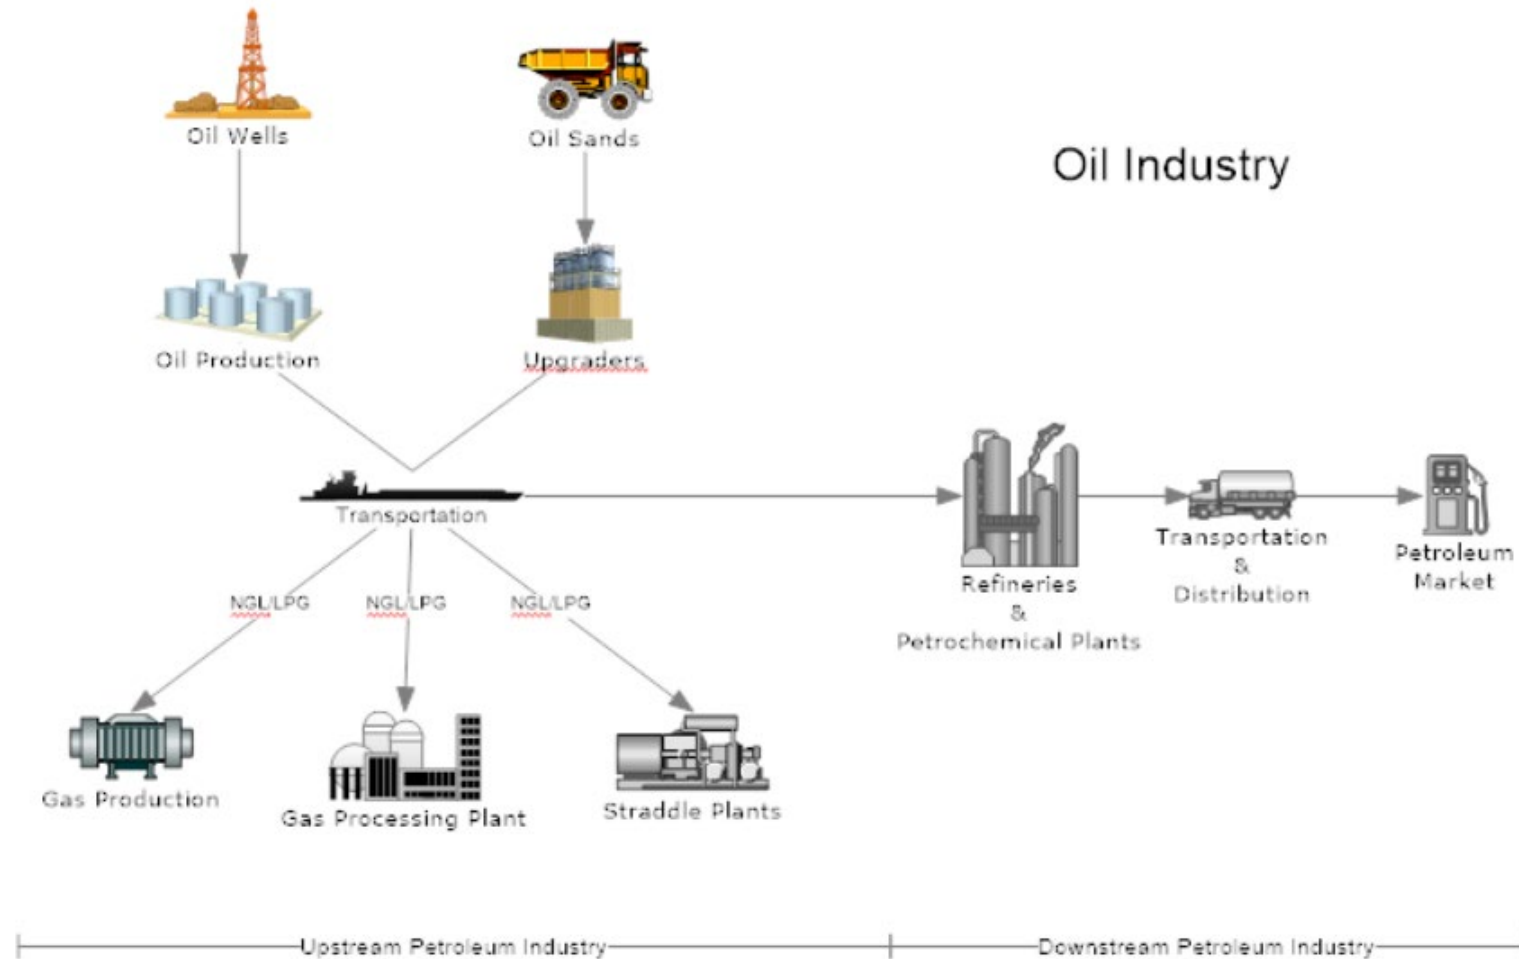 Oil Wells
Oil Sands
Oil Industry
Oil Production
Upgraders
Transportation
NGL/LPG
NGL/LPG
NGL/LPG
Refineries
&
Petrochemical Plants
Transportation
&
Distribution
Petroleum
Market
Gas Production
Gas Processing Plant
Straddle Plants
Upstream Petroleum Industry
Downstream Petroleum Industry